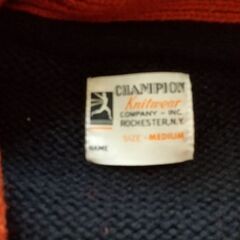 CHAMPION
Knitwear
COMPANY - INC.
ROCHESTER, N.Y.
SIZE - MEDIUM
NAME